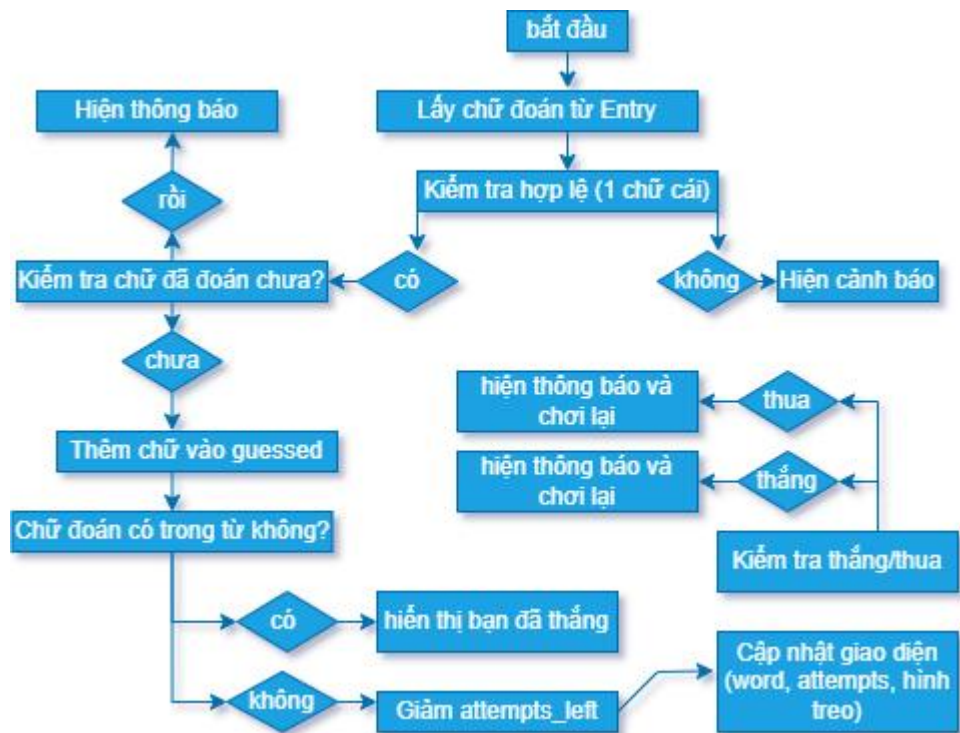 bắt đầu
Lấy chữ đoán từ Entry
Hiện thông báo
Kiểm tra hợp lệ (1 chữ cái)
rồi
Kiểm tra chữ đã đoán chưa?
có
không
Hiện cảnh báo
chưa
hiện thông báo và
chơi lại
thua
Thêm chữ vào guessed
hiện thông báo và
chơi lại
thắng
Chữ đoán có trong từ không?
Kiểm tra thắng/thua
có
hiển thị bạn đã thắng
không
Giảm attempts_left
Cập nhật giao diện
(word, attempts, hình
treo)